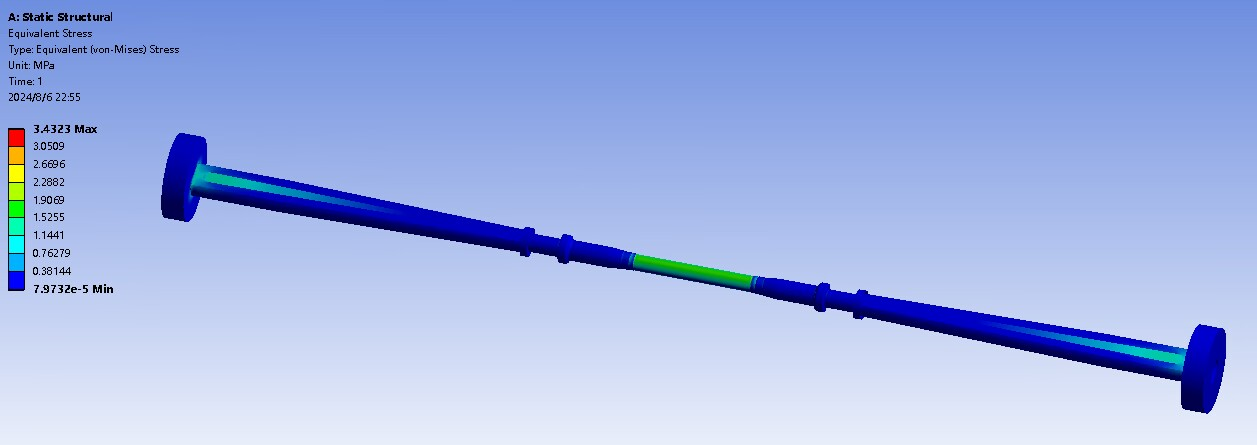 A: Static Structural
Equivalent Stress
Type: Equivalent (von-Mises) Stress
Unit: MPa
Time: 1
2024/8/6 22:55
3.4323 Max
3.0509
2.6696
2.2882
1.9069
1.5255
1.1441
0.76279
0.38144
7.9732e-5 Min